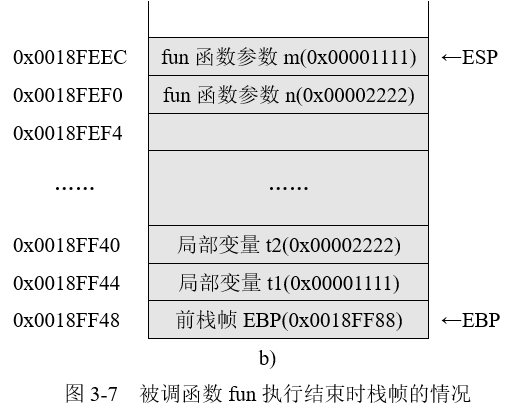 0x0018FEEC fun 函数参数 m(0x00001111) ←ESP
0x0018FEF0 fun 函数参数 n(0x00002222)
0x0018FEF4
…… ……
0x0018FF40 局部变量 t2(0x00002222)
0x0018FF44 局部变量 t1(0x00001111)
0x0018FF48 前栈帧 EBP(0x0018FF88) ←EBP
b)
图 3-7 被调函数 fun 执行结束时栈帧的情况